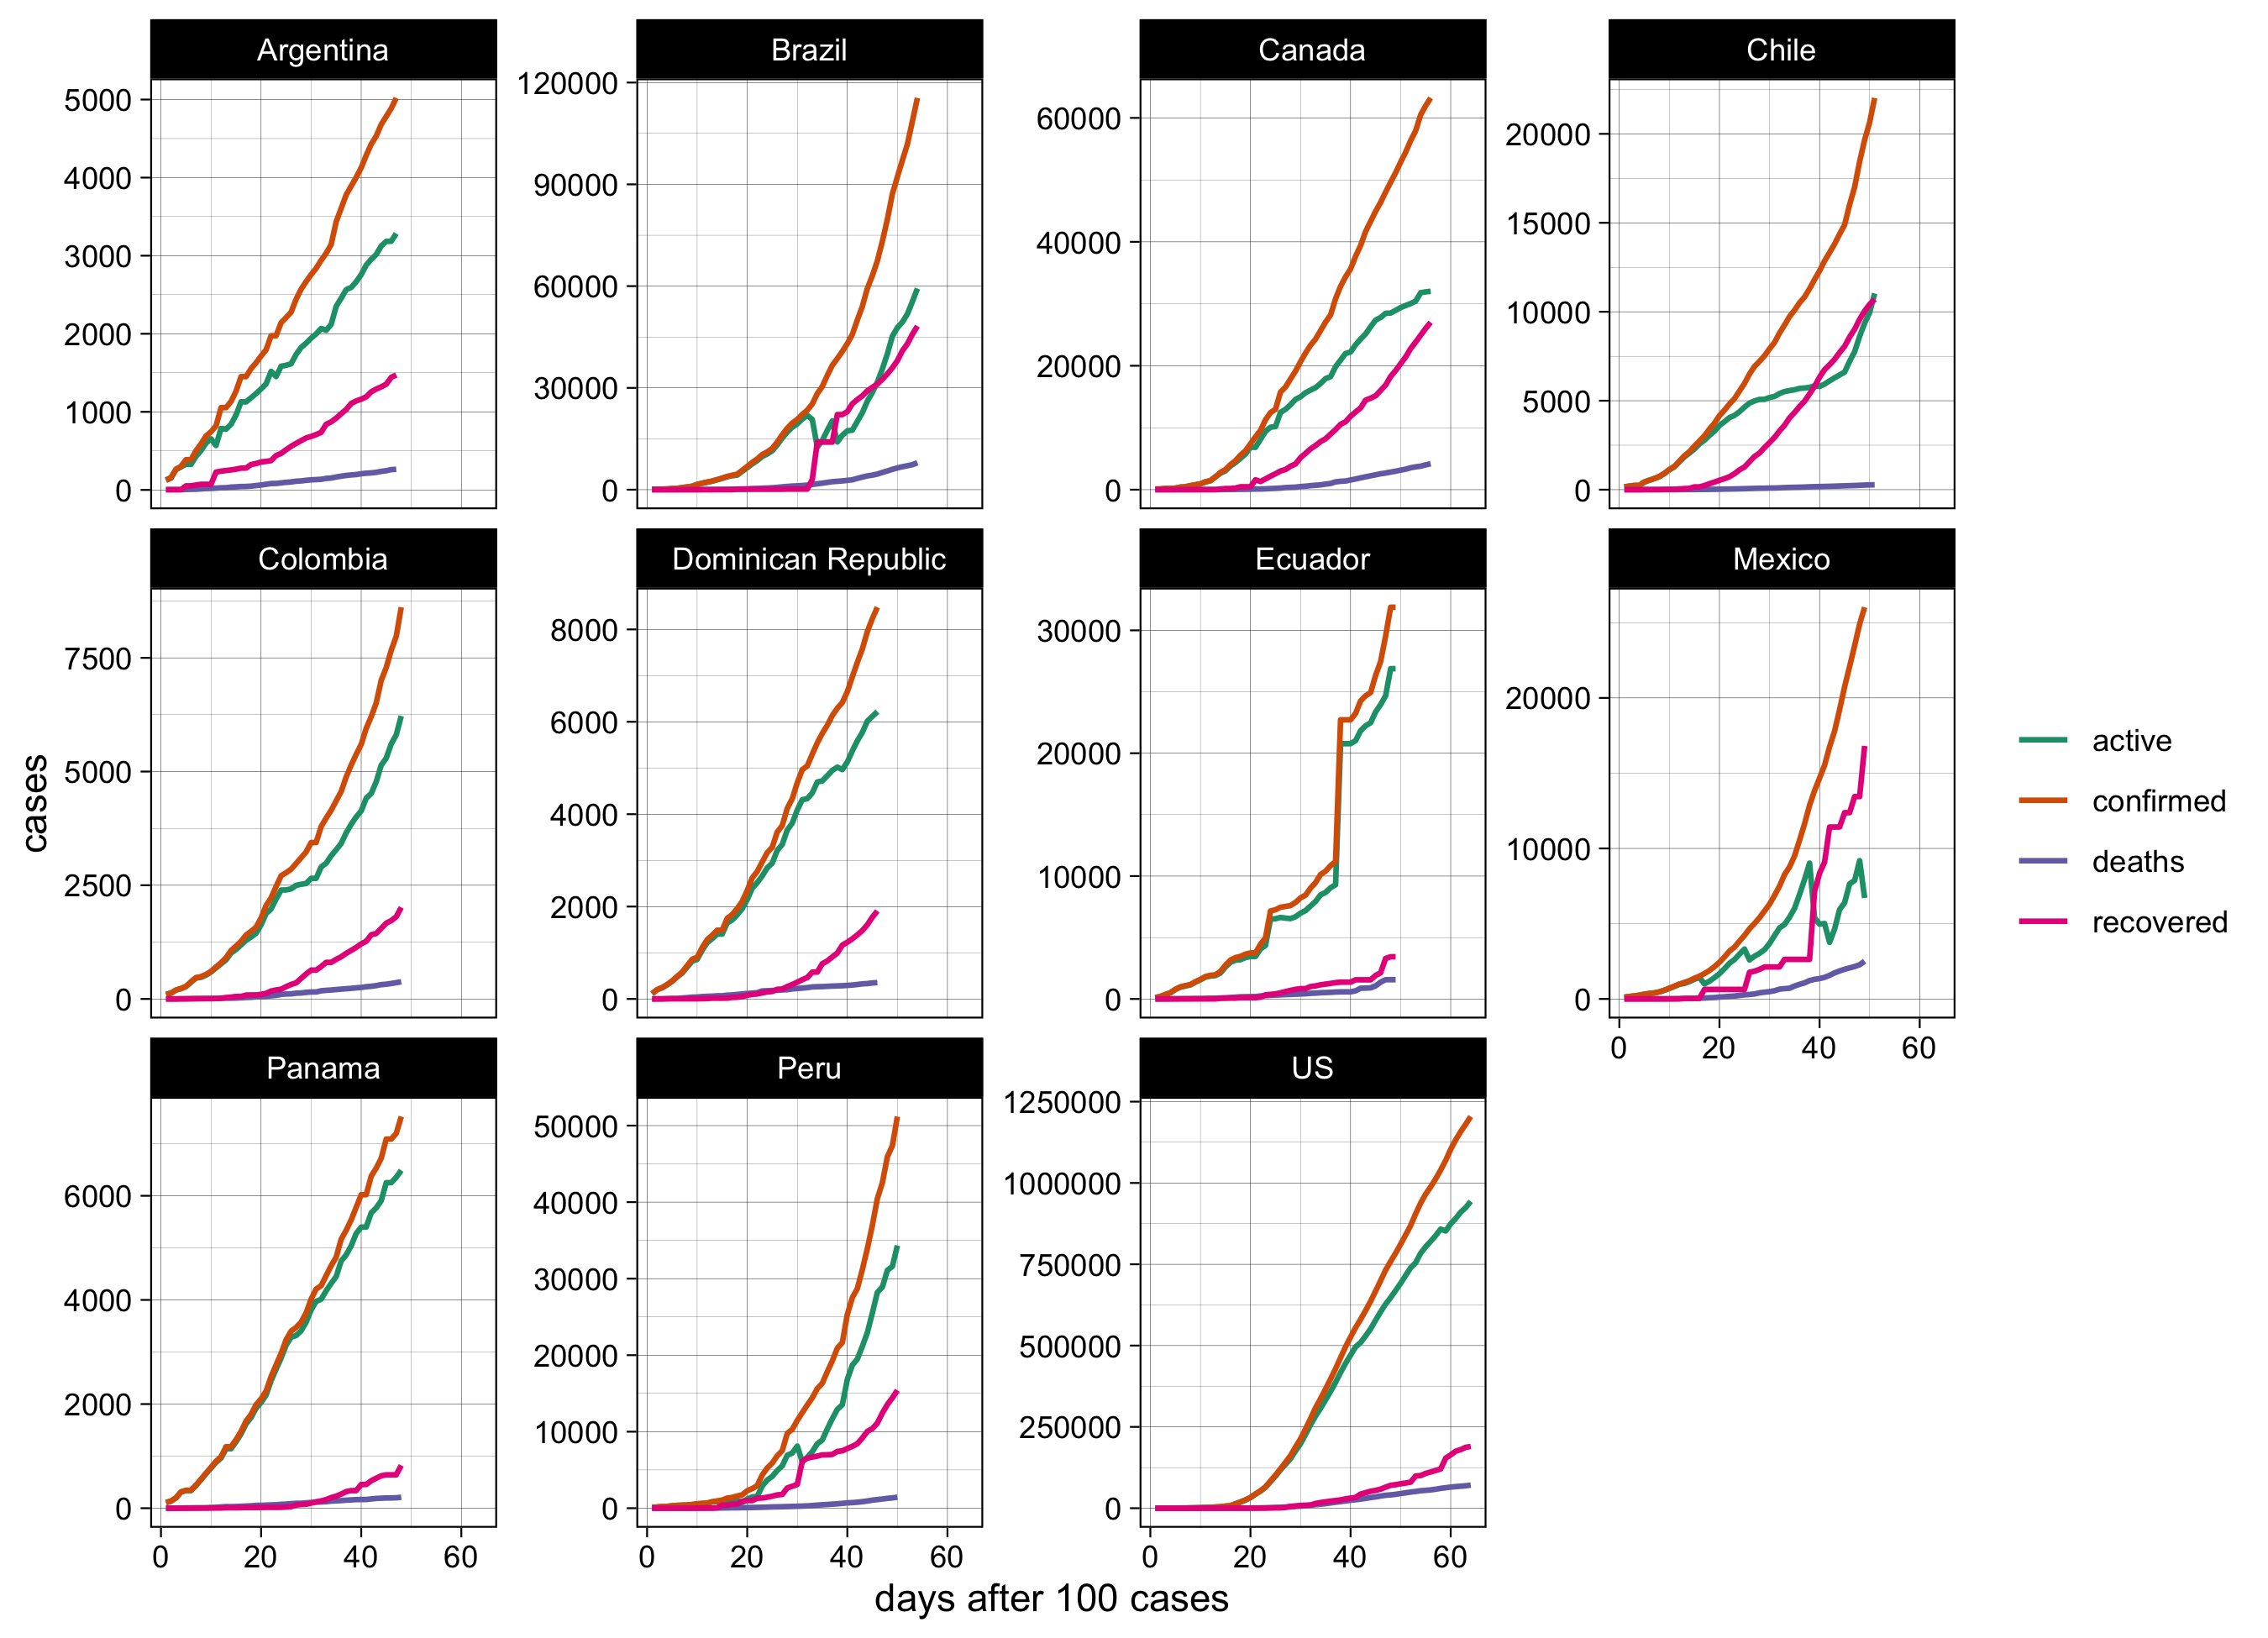 Argentina
Brazil
Canada
Chile
5000
4000
3000
2000
1000
0
120000
90000
60000
30000
0
60000
40000
20000
0
20000
15000
10000
5000
0
Colombia
Dominican Republic
Ecuador
Mexico
7500
5000
2500
0
8000
6000
4000
2000
0
30000
20000
10000
0
20000
10000
0
0 20 40 60
Panama
Peru
US
6000
4000
2000
0
50000
40000
30000
20000
10000
0
1250000
1000000
750000
500000
250000
0
0 20 40 60
0 20 40 60
0 20 40 60
days after 100 cases
cases
active
confirmed
deaths
recovered